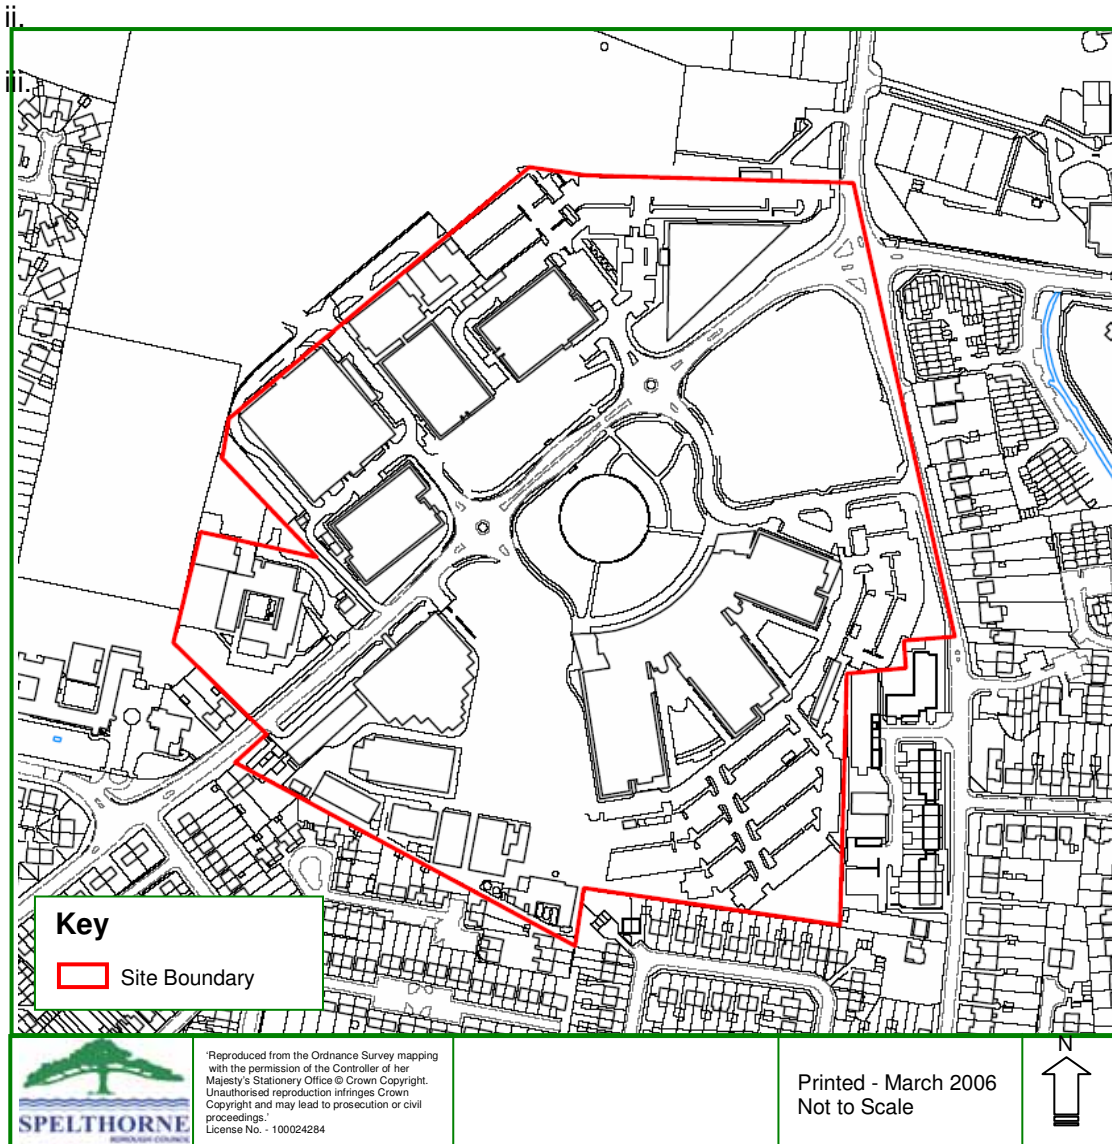 ii.
iii.
Key
Site Boundary
SPELTHORNE
BOROUGH COUNCIL
'Reproduced from the Ordnance Survey mapping
with the permission of the Controller of her
Majesty's Stationery Office © Crown Copyright.
Unauthorised reproduction infringes Crown
Copyright and may lead to prosecution or civil
proceedings.'
License No. - 100024284
Printed - March 2006
Not to Scale
N